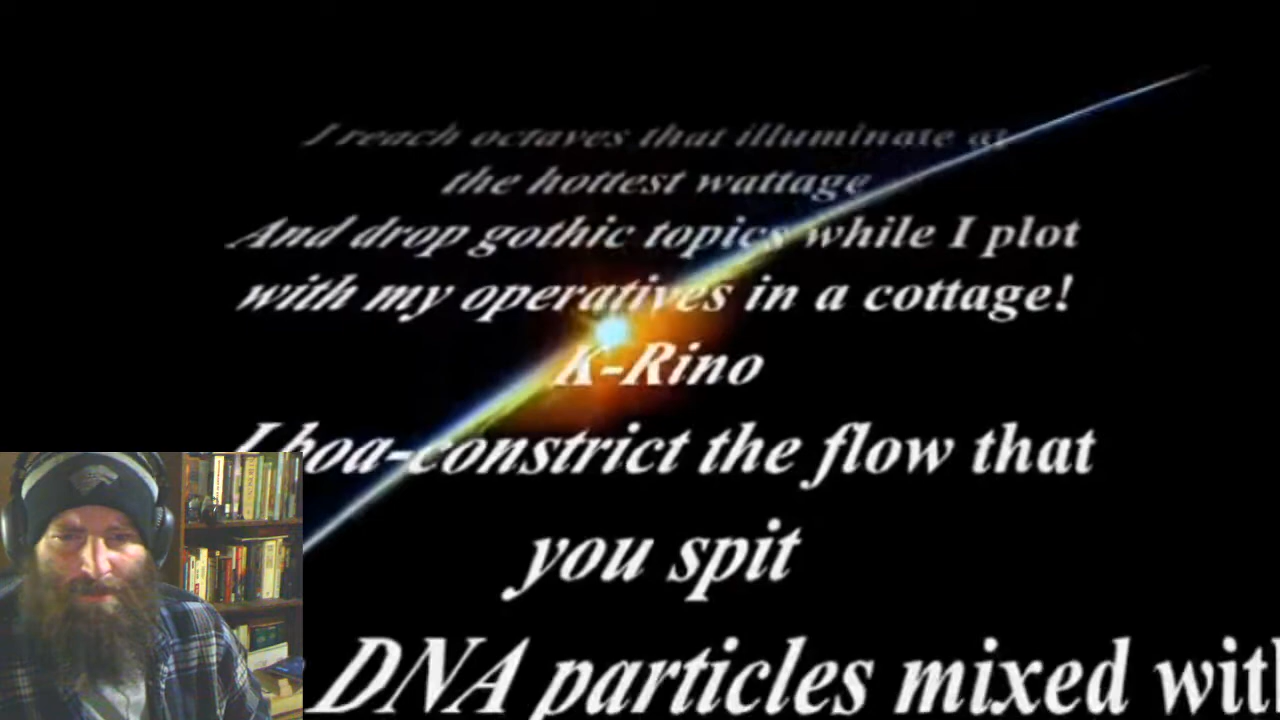 I reach octaves that illuminate at
the hottest wattage
And drop gothic topics while I plot
with my operatives in a cottage!
K-Rino
I boa-constrict the flow that
you spit
DNA particles mixed with